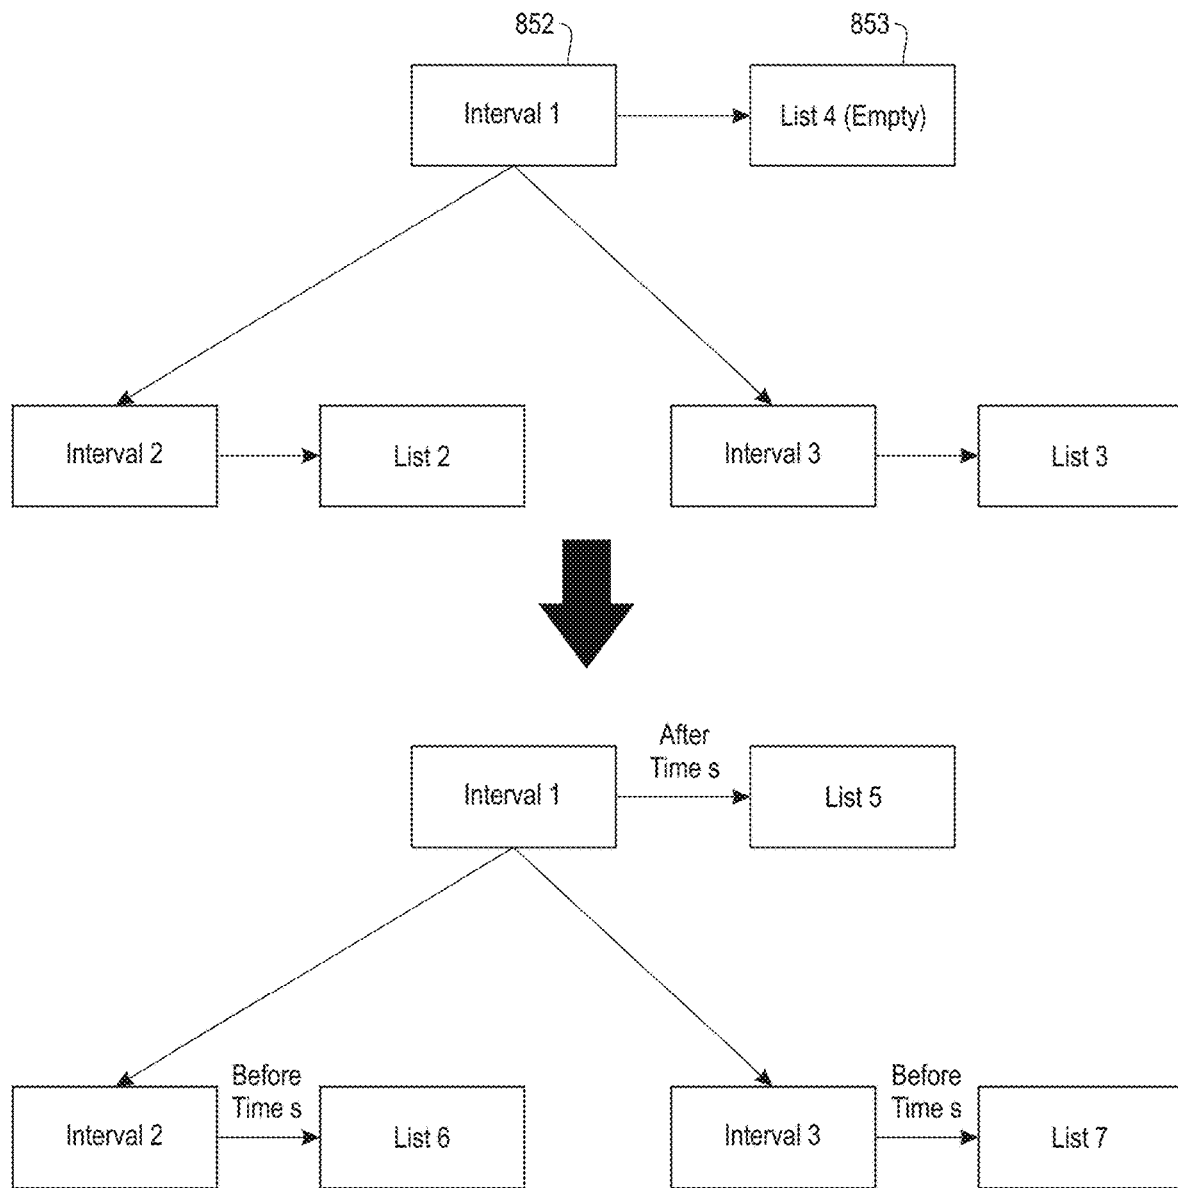 852
853
Interval 1
List 4 (Empty)
Interval 2
List 2
Interval 3
List 3
After
Time s
Interval 1
List 5
Before
Time s
Before
Time s
Interval 2
List 6
Interval 3
List 7